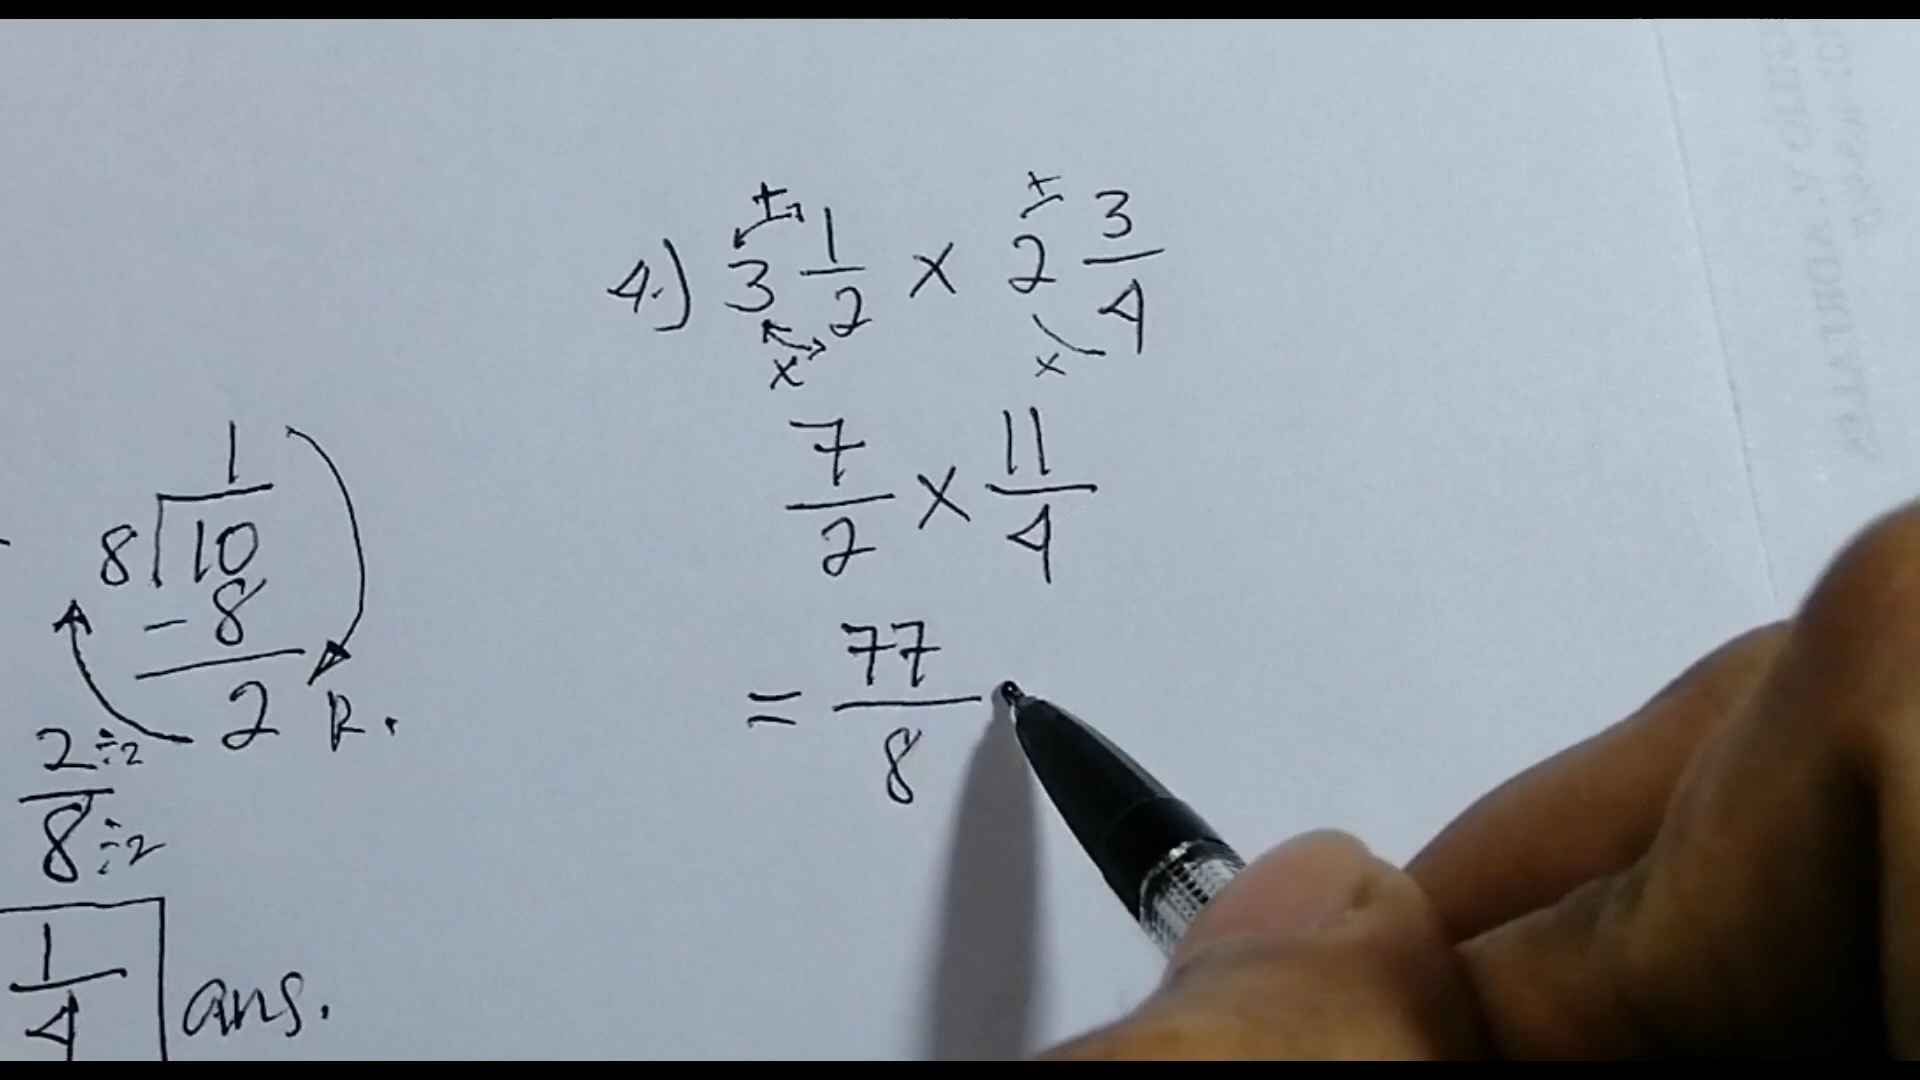 4.) 3 1/2 × 2 3/4
+ +
× ×
7/2 × 11/4
= 77/8
1
8 10
- 8
2 R.
2 ÷2
8 ÷2
1/4 ans.